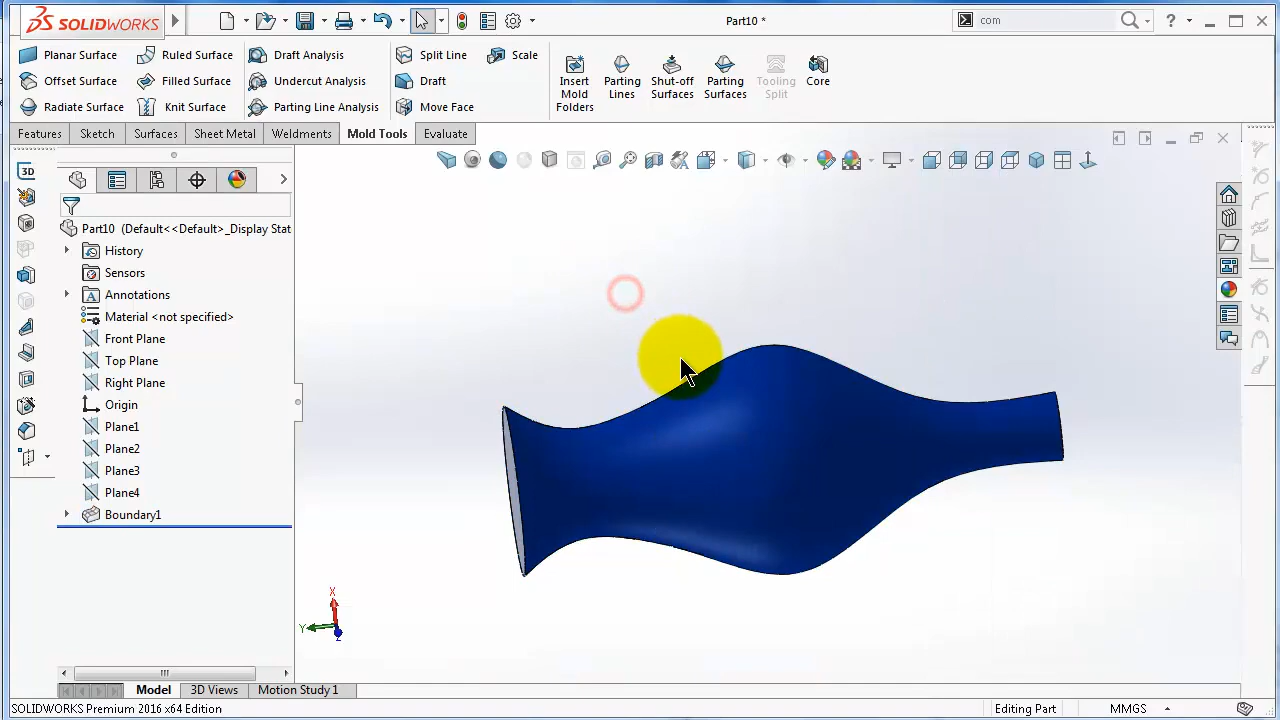 SOLIDWORKS
Part10 *
com
?
Planar Surface
Ruled Surface
Draft Analysis
Split Line
Scale
Offset Surface
Filled Surface
Undercut Analysis
Draft
Radiate Surface
Knit Surface
Parting Line Analysis
Move Face
Insert
Mold
Folders
Parting
Lines
Shut-off
Surfaces
Parting
Surfaces
Tooling
Split
Core
Features
Sketch
Surfaces
Sheet Metal
Weldments
Mold Tools
Evaluate
3D
Part10 (Default<<Default>_Display Stat
History
Sensors
A Annotations
Material <not specified>
Front Plane
Top Plane
Right Plane
Origin
Plane1
Plane2
Plane3
Plane4
Boundary1
X
Y
Z
Model
3D Views
Motion Study 1
SOLIDWORKS Premium 2016 x64 Edition
Editing Part
MMGS